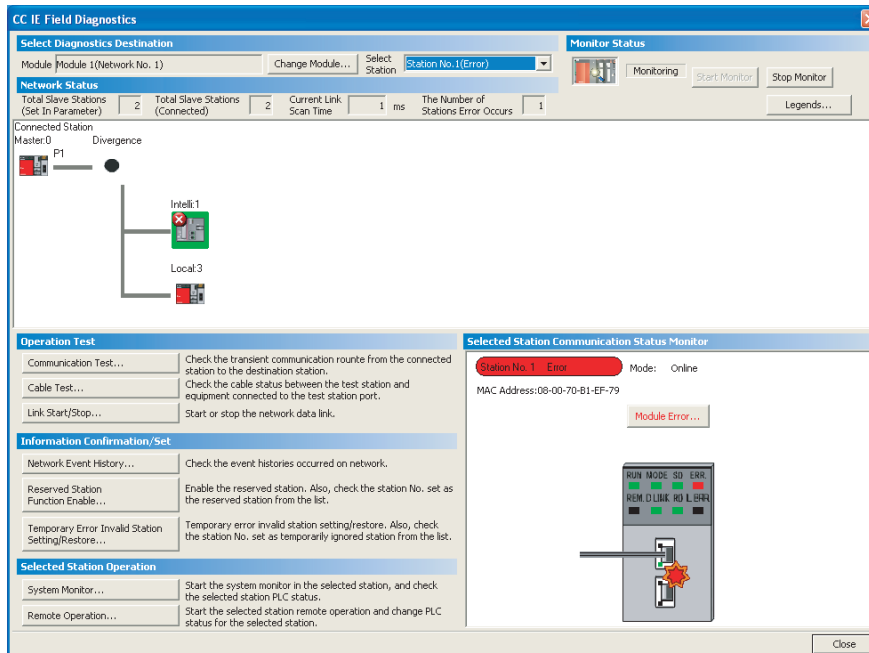 CC IE Field Diagnostics
Select Diagnostics Destination
Module Module 1(Network No. 1) Change Module... Select Station Station No.1(Error)
Monitor Status
Monitoring Start Monitor Stop Monitor
Legends...
Network Status
Total Slave Stations (Set In Parameter) 2 Total Slave Stations (Connected) 2 Current Link Scan Time 1 ms The Number of Stations Error Occurs 1
Connected Station
Master:0 Divergence
P1
Intelli:1
Local:3
Operation Test
Communication Test... Check the transient communication rounte from the connected
station to the destination station.
Cable Test... Check the cable status between the test station and
equipment connected to the test station port.
Link Start/Stop... Start or stop the network data link.
Information Confirmation/Set
Network Event History... Check the event histories occurred on network.
Reserved Station
Function Enable...
Enable the reserved station. Also, check the station No. set as
the reserved station from the list.
Temporary Error Invalid Station
Setting/Restore...
Temporary error invalid station setting/restore. Also, check
the station No. set as temporarily ignored station from the list.
Selected Station Operation
System Monitor... Start the system monitor in the selected station, and check
the selected station PLC status.
Remote Operation... Start the selected station remote operation and change PLC
status for the selected station.
Selected Station Communication Status Monitor
Station No. 1 Error Mode: Online
MAC Address:08-00-70-B1-EF-79
Module Error...
RUN MODE SD ERR.
REM. D LINK RD L ERR
Close